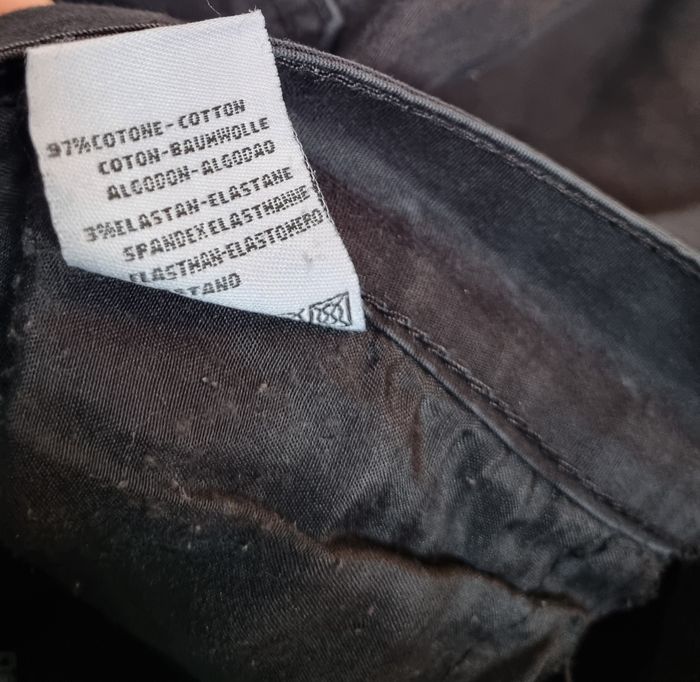 97%COTONE-COTTON
COTON-BAUMWOLLE
ALGODON-ALGODAO
3%ELASTAN-ELASTANE
SPANDEXELASTHANNE
ELASTHAN-ELASTOMERO